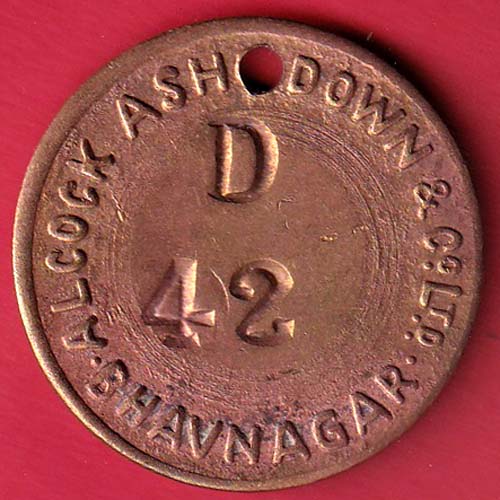 ALCOCK ASHDOWN & Co. LTD.
· BHAVNAGAR ·
D
42